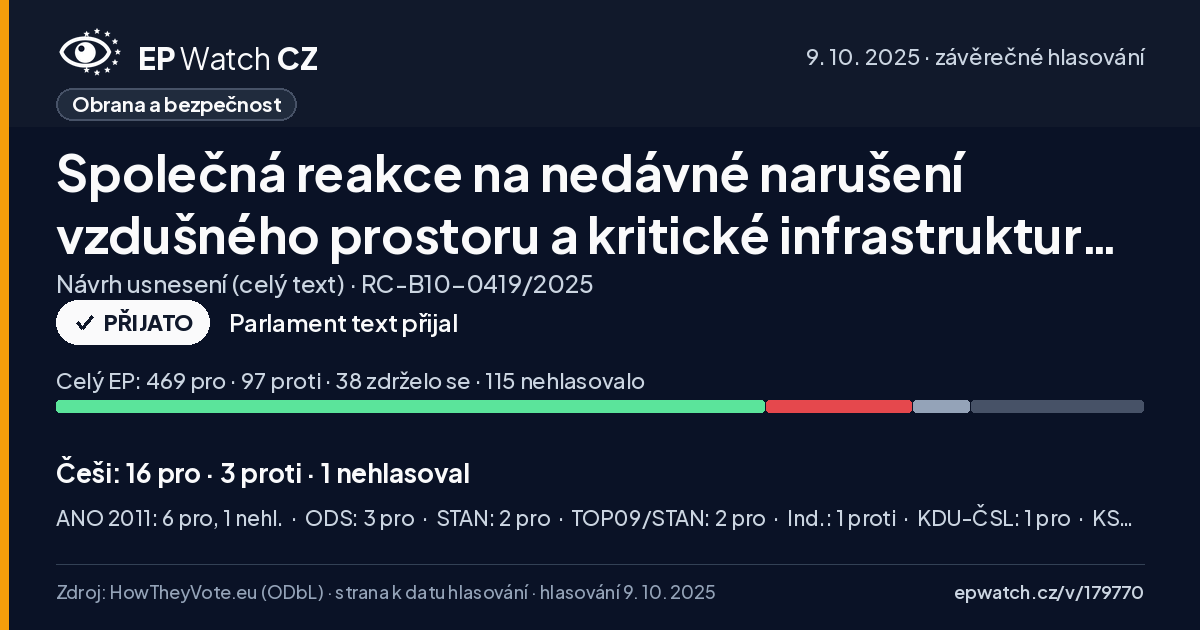 EP Watch CZ
9. 10. 2025 · závěrečné hlasování
Obrana a bezpečnost
Společná reakce na nedávné narušení
vzdušného prostoru a kritické infrastruktur…
Návrh usnesení (celý text) · RC-B10-0419/2025
✓ PŘIJATO Parlament text přijal
Celý EP: 469 pro · 97 proti · 38 zdrželo se · 115 nehlasovalo
Češi: 16 pro · 3 proti · 1 nehlasoval
ANO 2011: 6 pro, 1 nehl. · ODS: 3 pro · STAN: 2 pro · TOP09/STAN: 2 pro · Ind.: 1 proti · KDU-ČSL: 1 pro · KS…
Zdroj: HowTheyVote.eu (ODbL) · strana k datu hlasování · hlasování 9. 10. 2025
epwatch.cz/v/179770